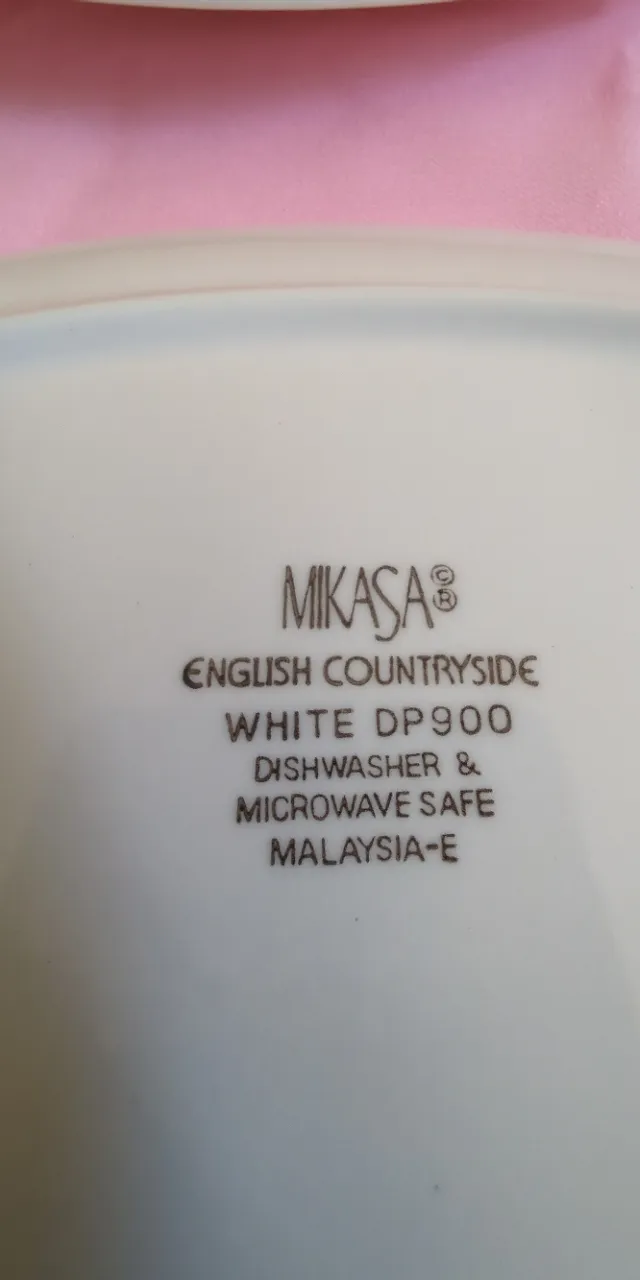 MIKASA©®
ENGLISH COUNTRYSIDE
WHITE DP900
DISHWASHER &
MICROWAVE SAFE
MALAYSIA-E